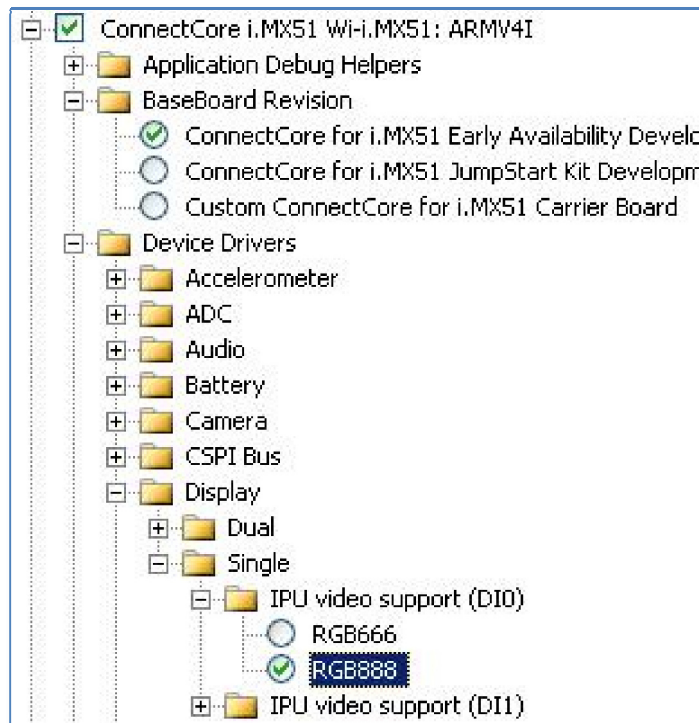 ConnectCore i.MX51 Wi-i.MX51: ARMV4I
Application Debug Helpers
BaseBoard Revision
ConnectCore for i.MX51 Early Availability Develo
ConnectCore for i.MX51 JumpStart Kit Developm
Custom ConnectCore for i.MX51 Carrier Board
Device Drivers
Accelerometer
ADC
Audio
Battery
Camera
CSPI Bus
Display
Dual
Single
IPU video support (DI0)
RGB666
RGB888
IPU video support (DI1)